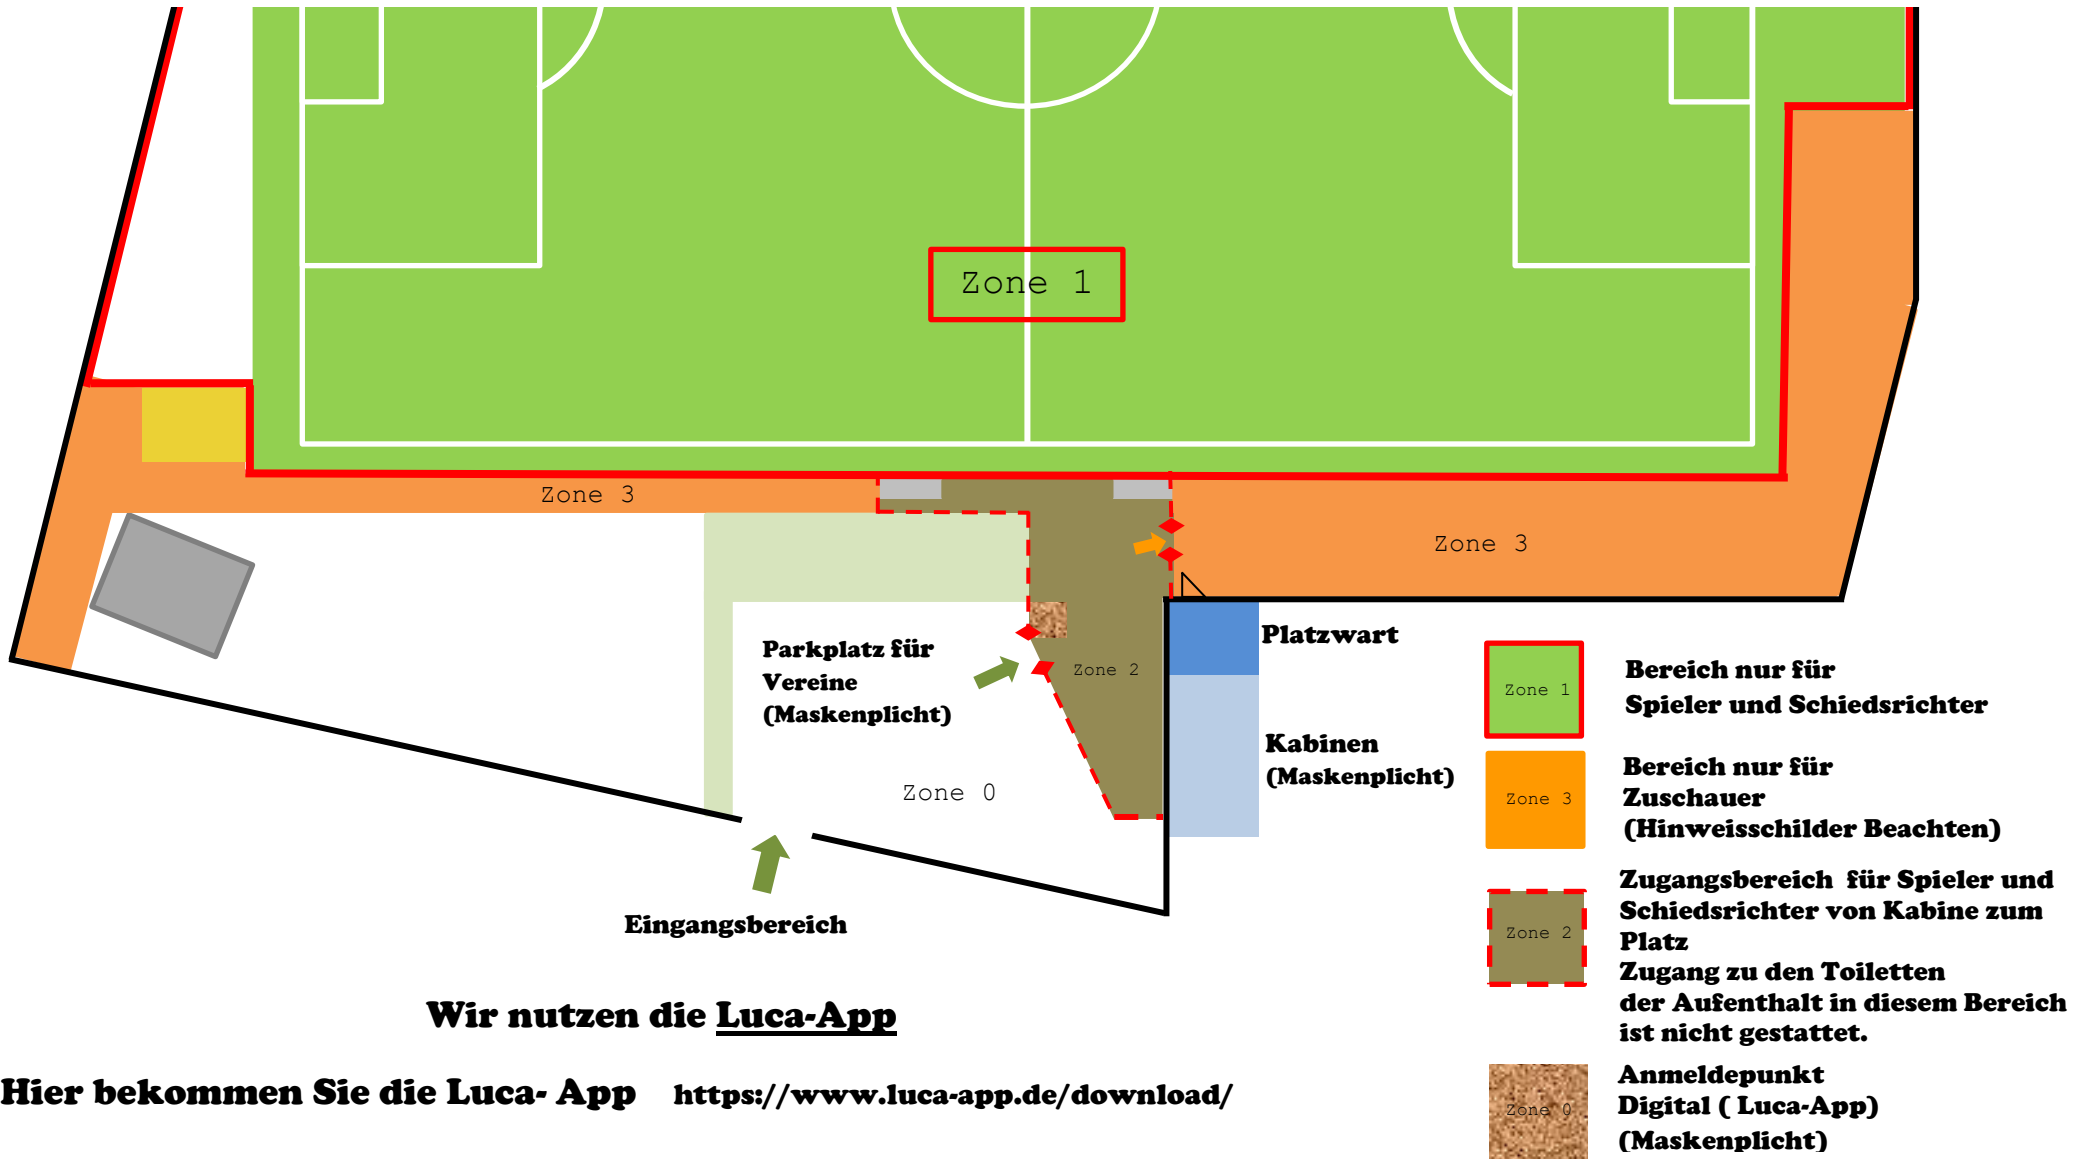 Zone 1
Zone 3
Zone 3
Parkplatz für
Vereine
(Maskenplicht)
Zone 2
Zone 0
Platzwart
Kabinen
(Maskenplicht)
Eingangsbereich
Zone 1
Bereich nur für
Spieler und Schiedsrichter
Zone 3
Bereich nur für
Zuschauer
(Hinweisschilder Beachten)
Zone 2
Zugangsbereich für Spieler und
Schiedsrichter von Kabine zum
Platz
Zugang zu den Toiletten
der Aufenthalt in diesem Bereich
ist nicht gestattet.
Zone 0
Anmeldepunkt
Digital ( Luca-App)
(Maskenplicht)
Wir nutzen die Luca-App
Hier bekommen Sie die Luca- App https://www.luca-app.de/download/